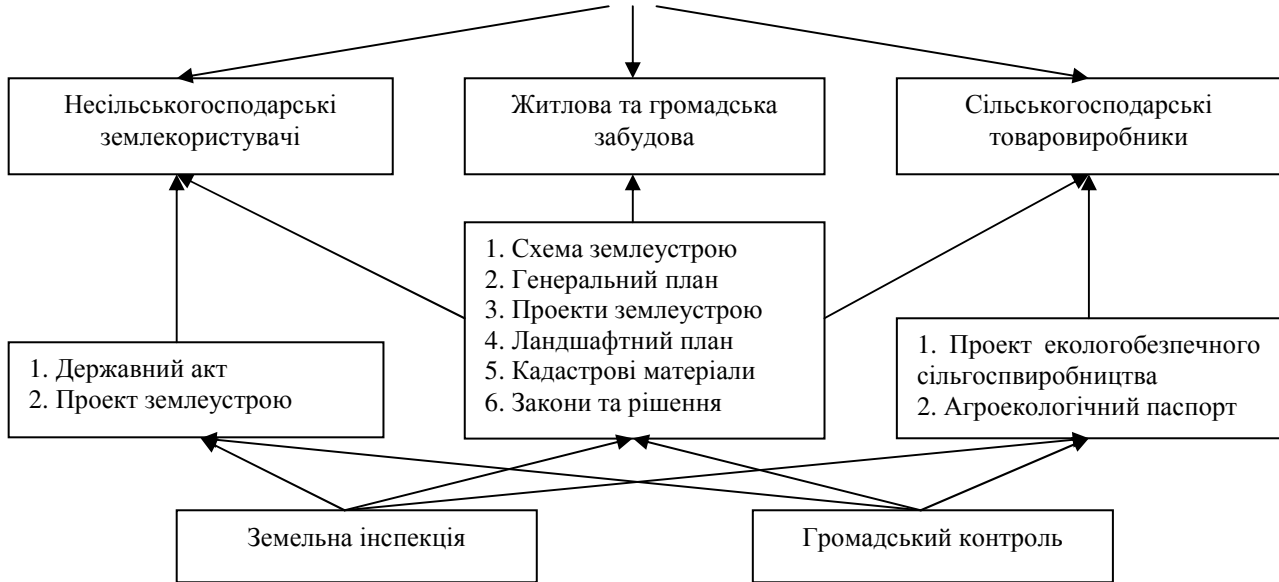 Несільськогосподарські
землекористувачі
Житлова та громадська
забудова
Сільськогосподарські
товаровиробники
1. Схема землеустрою
2. Генеральний план
3. Проекти землеустрою
4. Ландшафтний план
5. Кадастрові матеріали
6. Закони та рішення
1. Державний акт
2. Проект землеустрою
1. Проект екологобезпечного
сільгоспвиробництва
2. Агроекологічний паспорт
Земельна інспекція
Громадський контроль